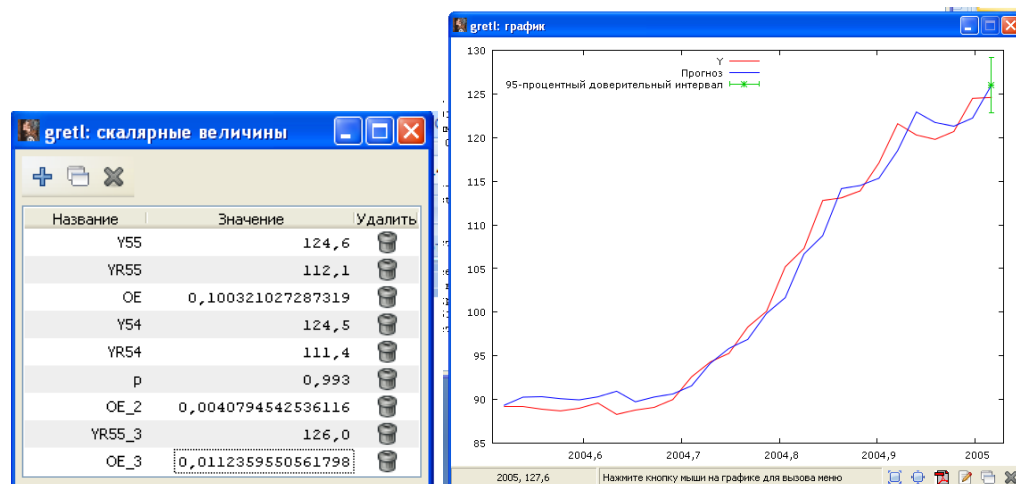 gretl: скалярные величины
Название Значение Удалить
Y55 124,6
YR55 112,1
OE 0,100321027287319
Y54 124,5
YR54 111,4
p 0,993
OE_2 0,0040794542536116
YR55_3 126,0
OE_3 0,0112359550561798
gretl: график
Y
Прогноз
95-процентный доверительный интервал
130
125
120
115
110
105
100
95
90
85
2004,6 2004,7 2004,8 2004,9 2005
2005, 127,6 Нажмите кнопку мыши на графике для вызова меню